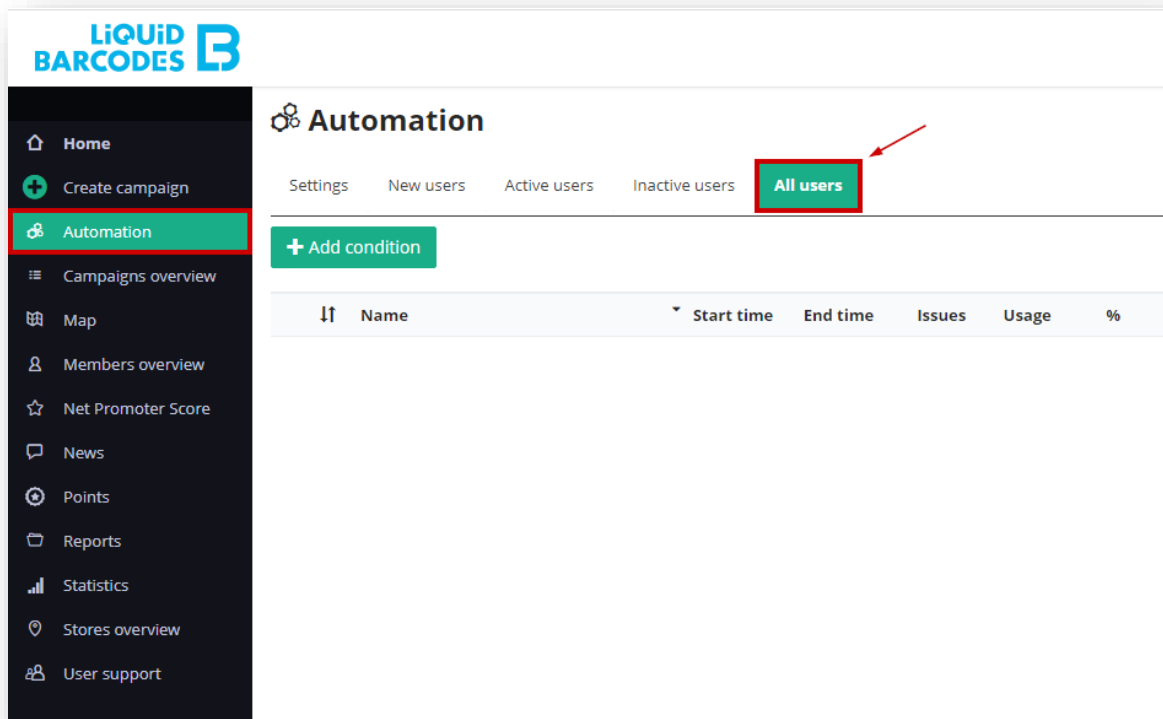 LiQUiD
BARCODES
Automation
Home
Create campaign
Automation
Campaigns overview
Map
Members overview
Net Promoter Score
News
Points
Reports
Statistics
Stores overview
User support
Settings New users Active users Inactive users All users
+ Add condition
Name Start time End time Issues Usage %